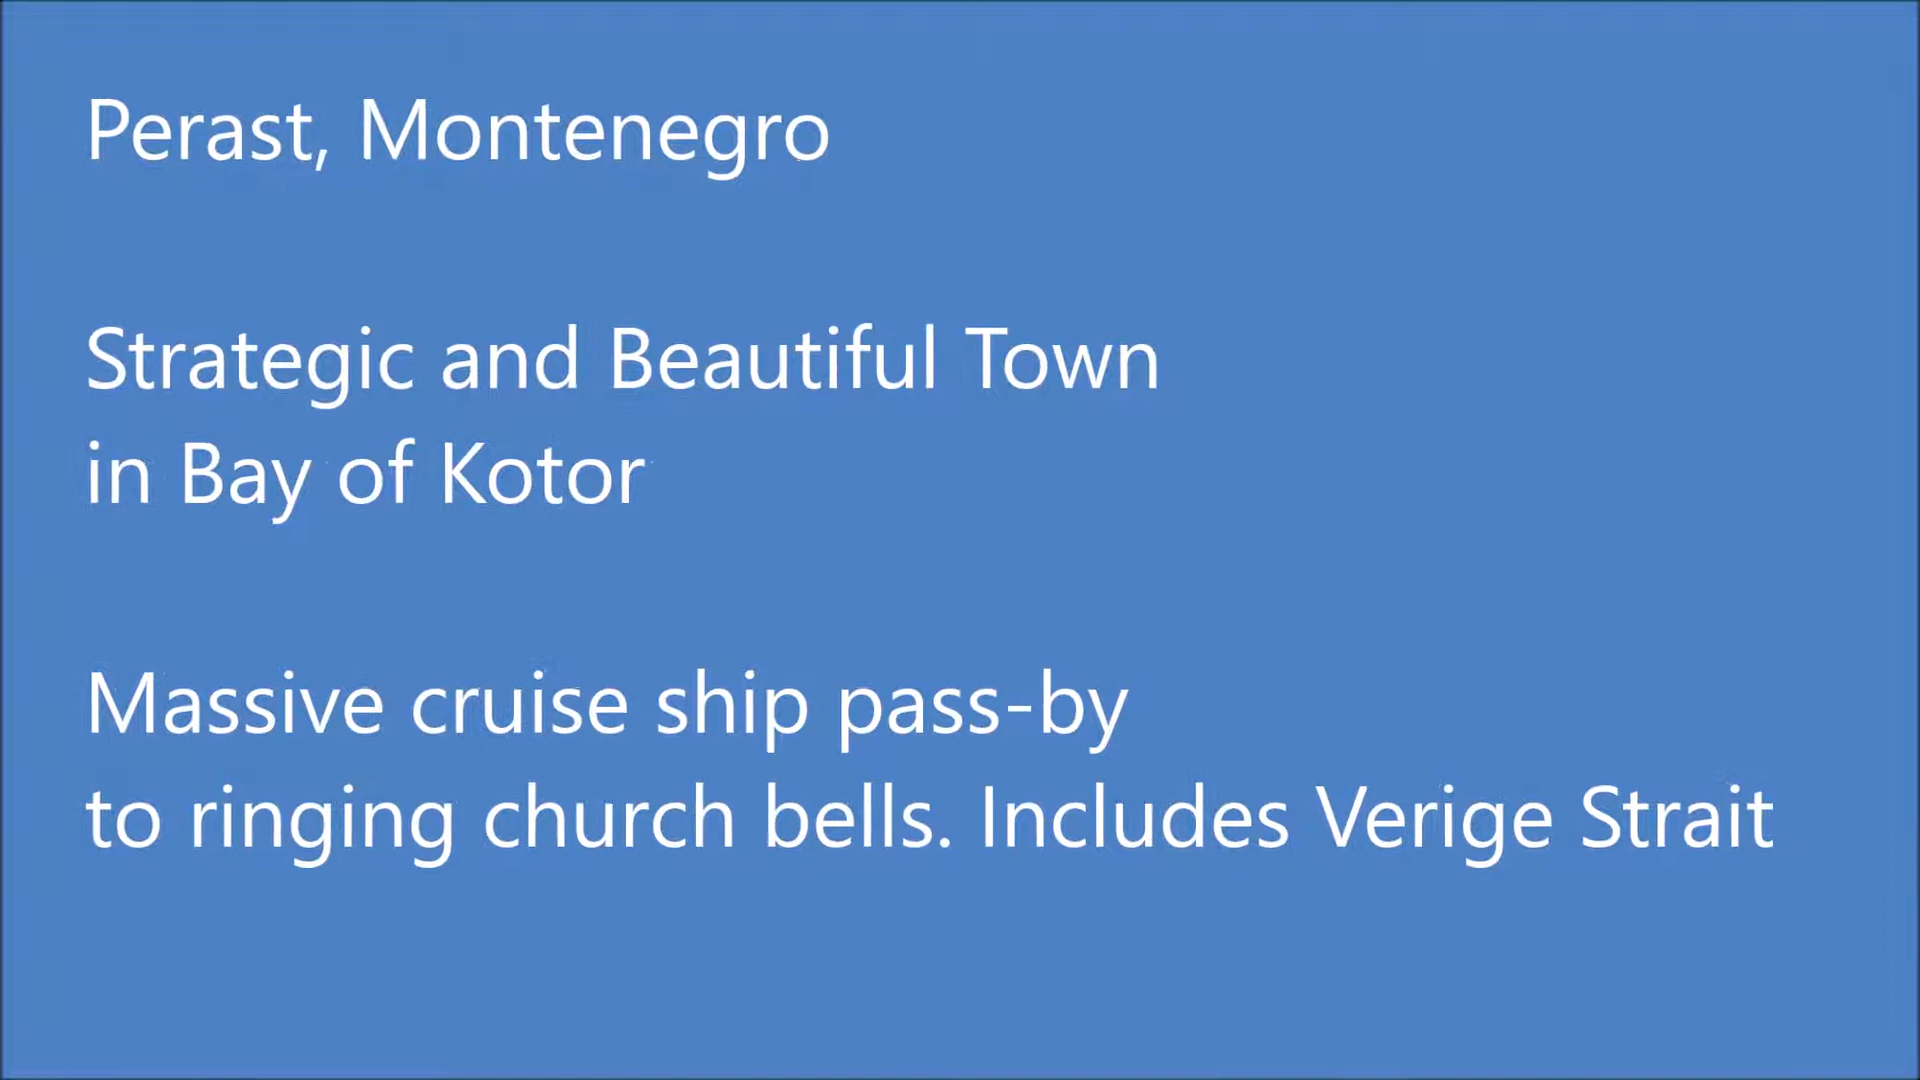 Perast, Montenegro
Strategic and Beautiful Town
in Bay of Kotor
Massive cruise ship pass-by
to ringing church bells. Includes Verige Strait